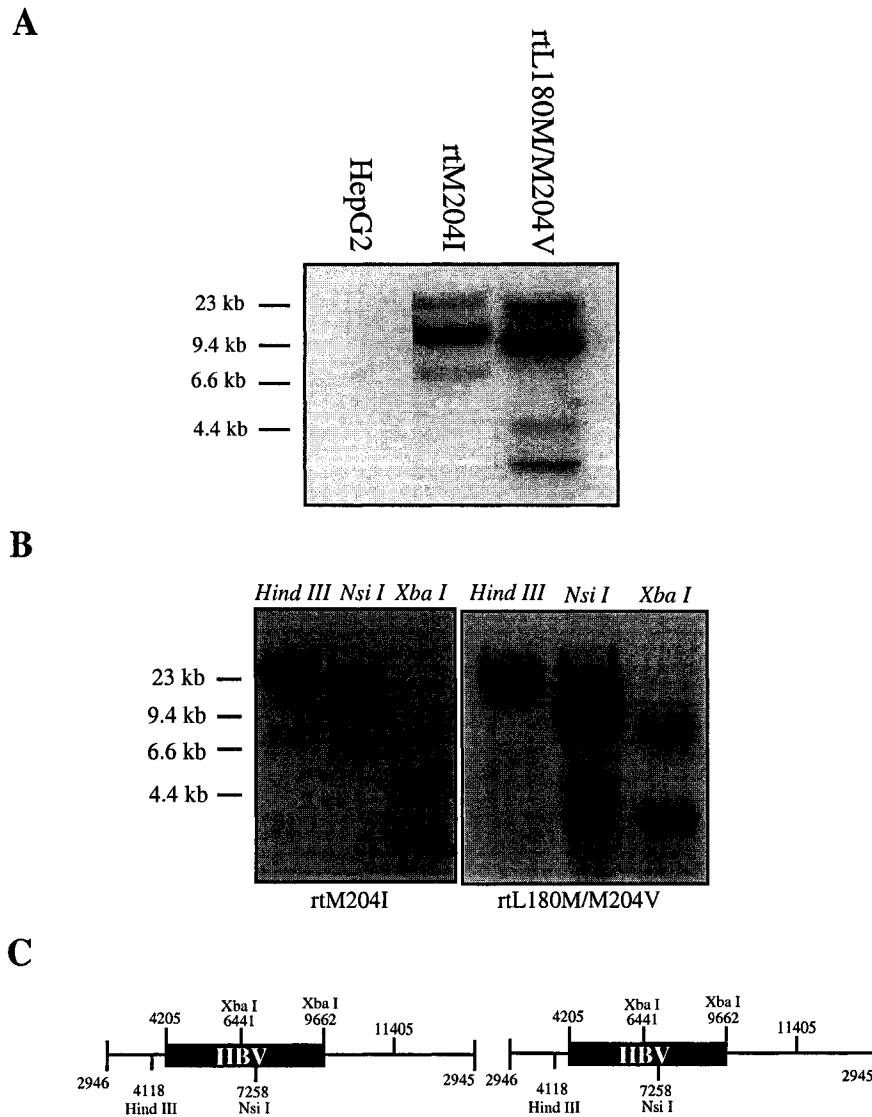 A
HepG2
rtM204I
rtL180M/M204V
23 kb
9.4 kb
6.6 kb
4.4 kb
B
Hind III Nsi I Xba I
Hind III Nsi I Xba I
23 kb
9.4 kb
6.6 kb
4.4 kb
rtM204I
rtL180M/M204V
C
Xba I Xba I
4205 6441 9662 11405
HBV
2946 4118 7258 2945
Hind III Nsi I
Xba I Xba I
4205 6441 9662 11405
HBV
2946 4118 7258 2945
Hind III Nsi I